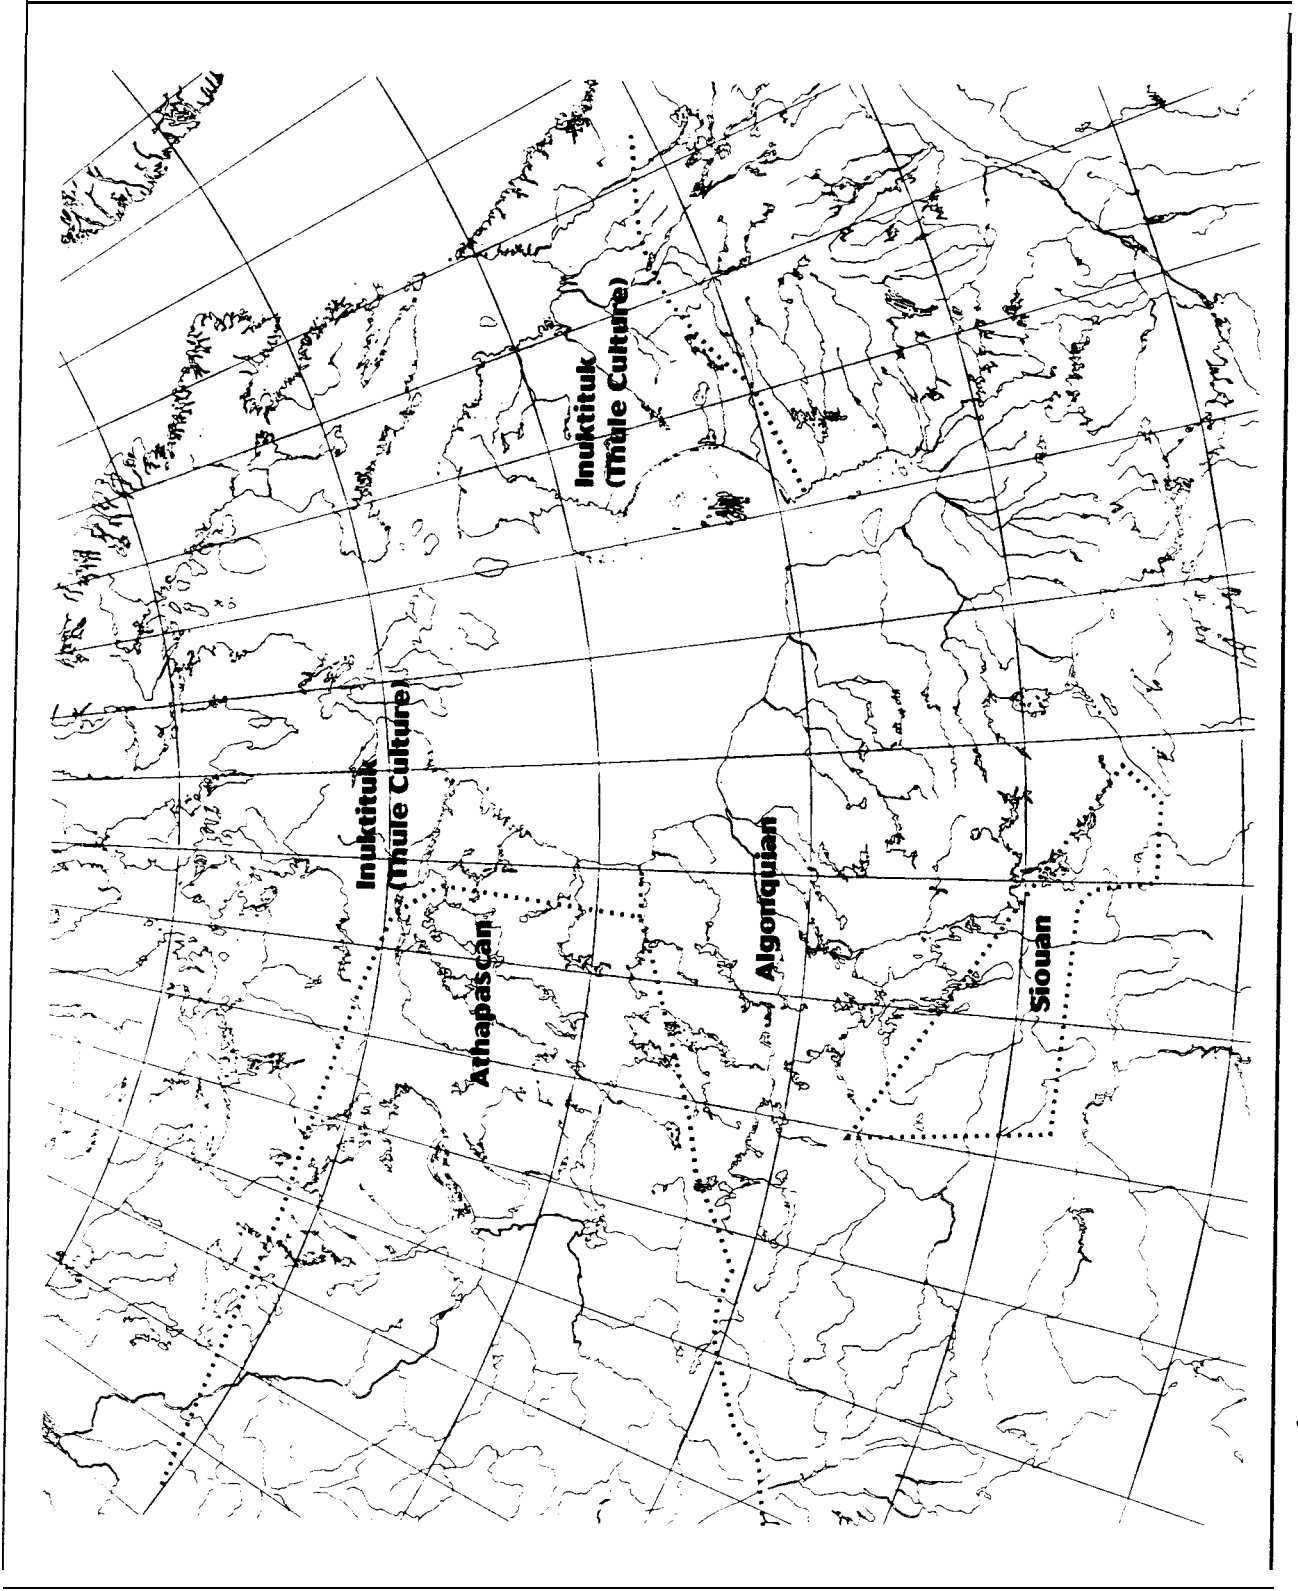 Inuktituk
(Thule Culture)
Inuktituk
(Thule Culture)
Athapascan
Algonquian
Siouan